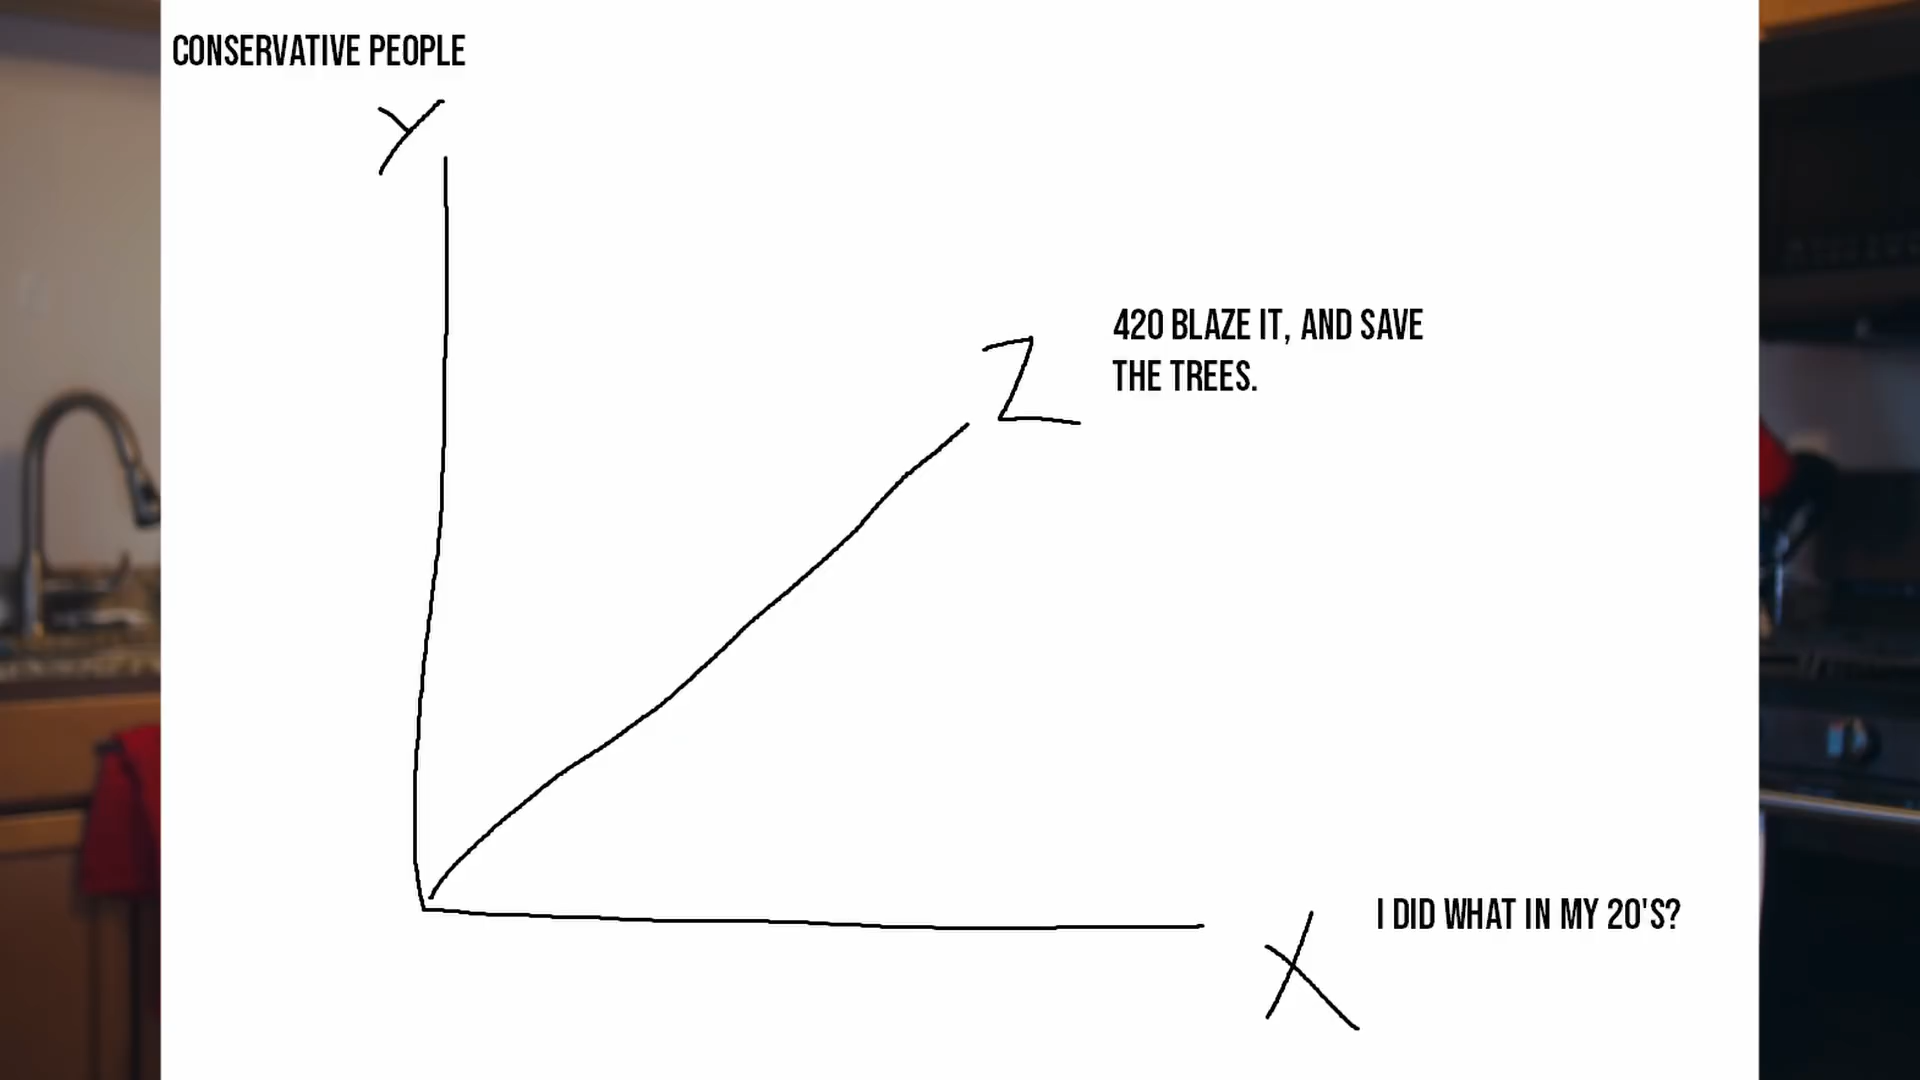 CONSERVATIVE PEOPLE
Y
Z
420 BLAZE IT, AND SAVE
THE TREES.
I DID WHAT IN MY 20'S?
X